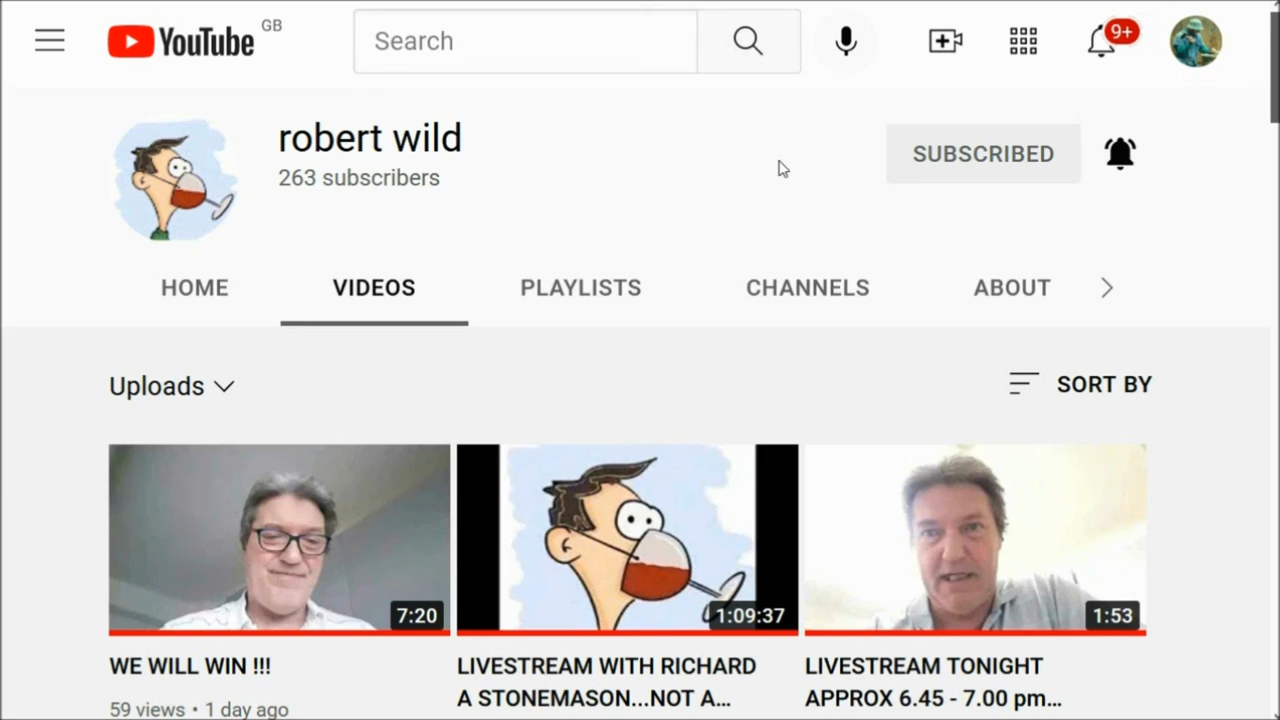 YouTube GB
Search
9+
robert wild
263 subscribers
SUBSCRIBED
HOME
VIDEOS
PLAYLISTS
CHANNELS
ABOUT
Uploads
SORT BY
7:20
1:09:37
1:53
WE WILL WIN !!!
59 views • 1 day ago
LIVESTREAM WITH RICHARD
A STONEMASON...NOT A...
LIVESTREAM TONIGHT
APPROX 6.45 - 7.00 pm...